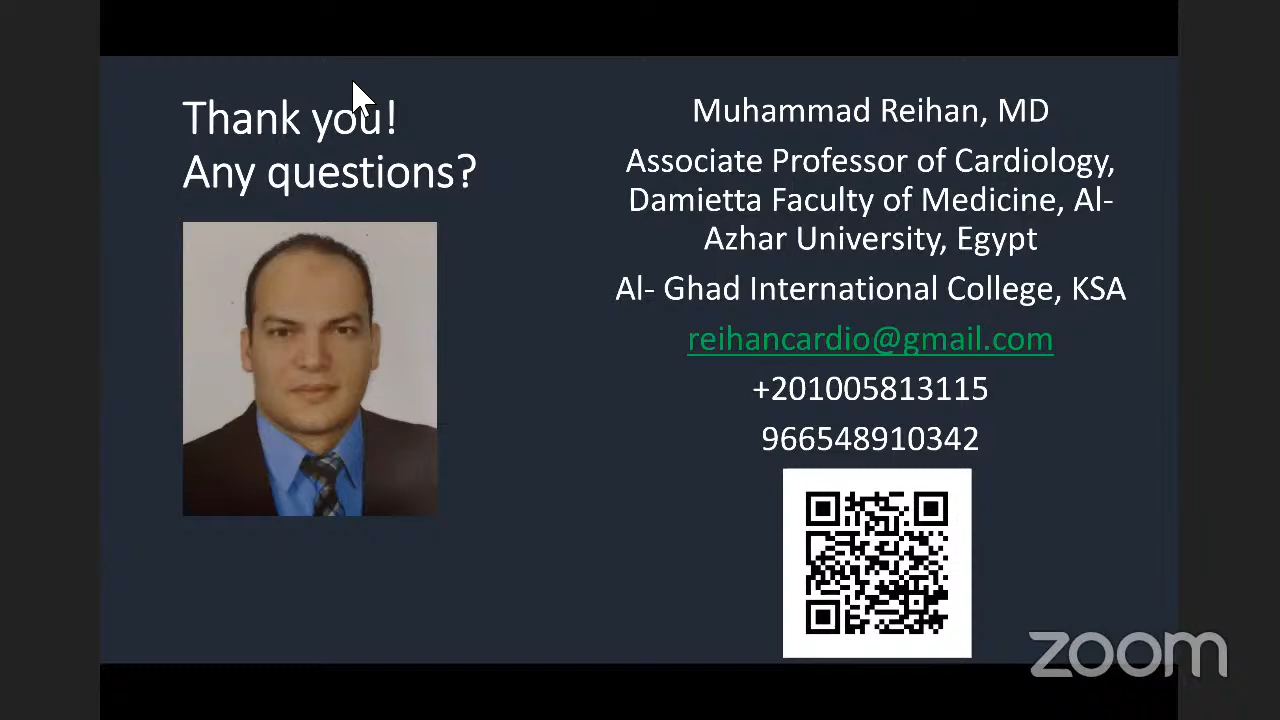 Thank you!
Any questions?
Muhammad Reihan, MD
Associate Professor of Cardiology,
Damietta Faculty of Medicine, Al-
Azhar University, Egypt
Al- Ghad International College, KSA
reihancardio@gmail.com
+201005813115
966548910342
zoom